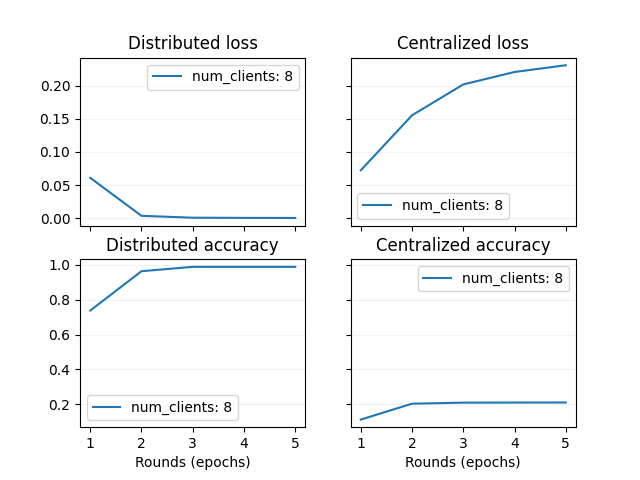 Distributed loss
Centralized loss
num_clients: 8
num_clients: 8
0.20
0.15
0.10
0.05
0.00
Distributed accuracy
Centralized accuracy
num_clients: 8
num_clients: 8
1.0
0.8
0.6
0.4
0.2
1 2 3 4 5
1 2 3 4 5
Rounds (epochs)
Rounds (epochs)